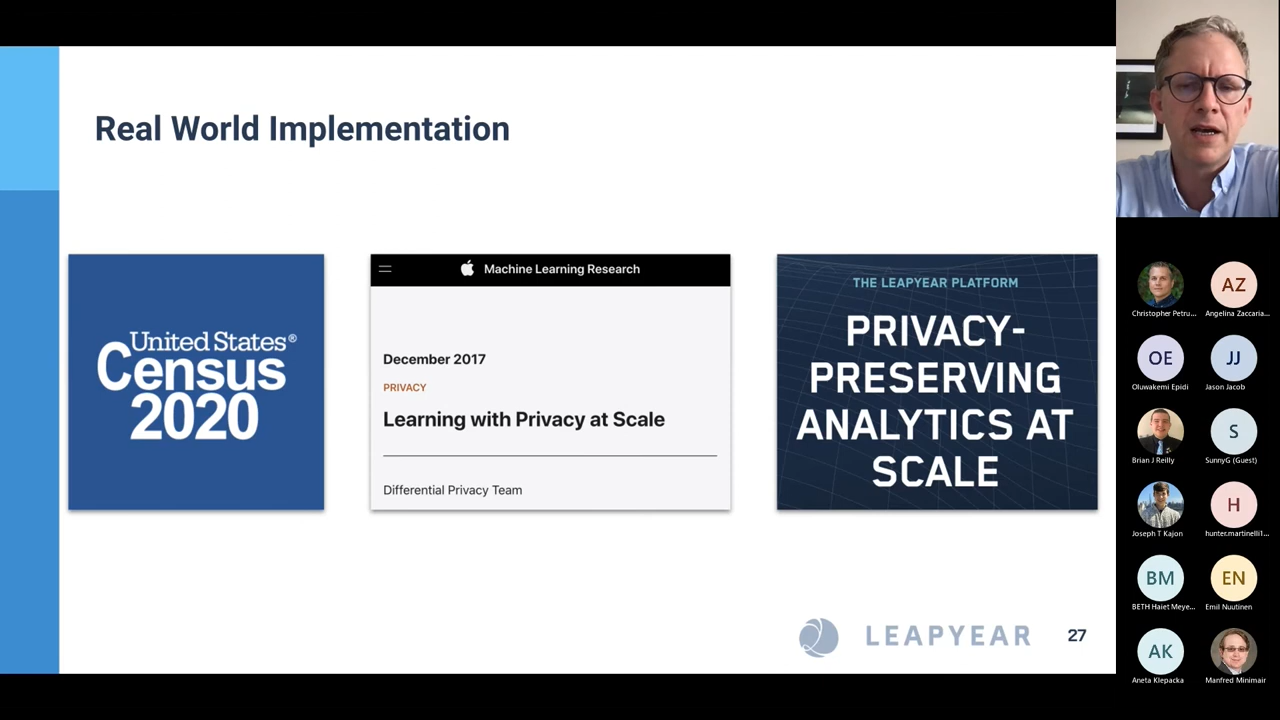 Real World Implementation
United States®
Census
2020
Machine Learning Research
December 2017
PRIVACY
Learning with Privacy at Scale
Differential Privacy Team
THE LEAPYEAR PLATFORM
PRIVACY-
PRESERVING
ANALYTICS AT
SCALE
LEAPYEAR
27
Christopher Petru...
AZ
Angelina Zaccaria...
OE
Oluwakemi Epidi
JJ
Jason Jacob
Brian J Reilly
S
SunnyG (Guest)
Joseph T Kajon
H
hunter.martinelli1...
BM
BETH Haiet Meye...
EN
Emil Nuutinen
AK
Aneta Klepacka
Manfred Minimair